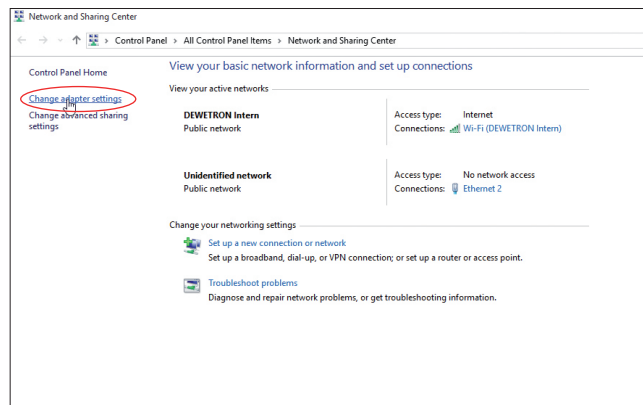 Network and Sharing Center
Control Panel > All Control Panel Items > Network and Sharing Center
Control Panel Home
Change adapter settings
Change advanced sharing
settings
View your basic network information and set up connections
View your active networks
DEWETRON Intern
Public network
Access type: Internet
Connections: Wi-Fi (DEWETRON Intern)
Unidentified network
Public network
Access type: No network access
Connections: Ethernet 2
Change your networking settings
Set up a new connection or network
Set up a broadband, dial-up, or VPN connection; or set up a router or access point.
Troubleshoot problems
Diagnose and repair network problems, or get troubleshooting information.